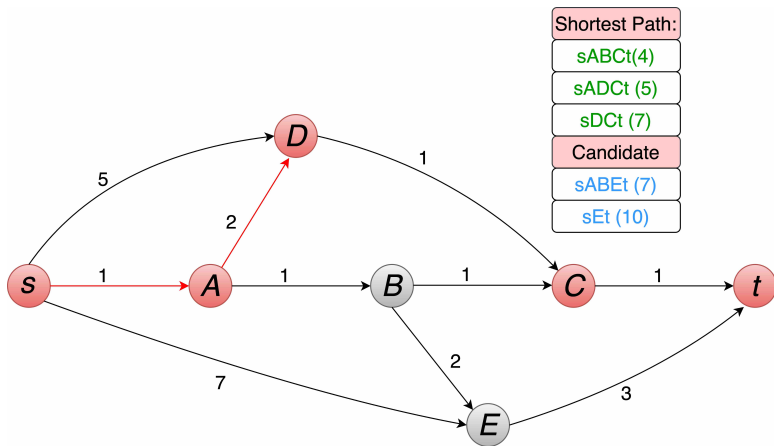 Shortest Path:
sABCt(4)
sADCt (5)
sDCt (7)
Candidate
sABEt (7)
sEt (10)
D
5
1
2
s
1
A
1
B
1
C
1
t
2
7
3
E